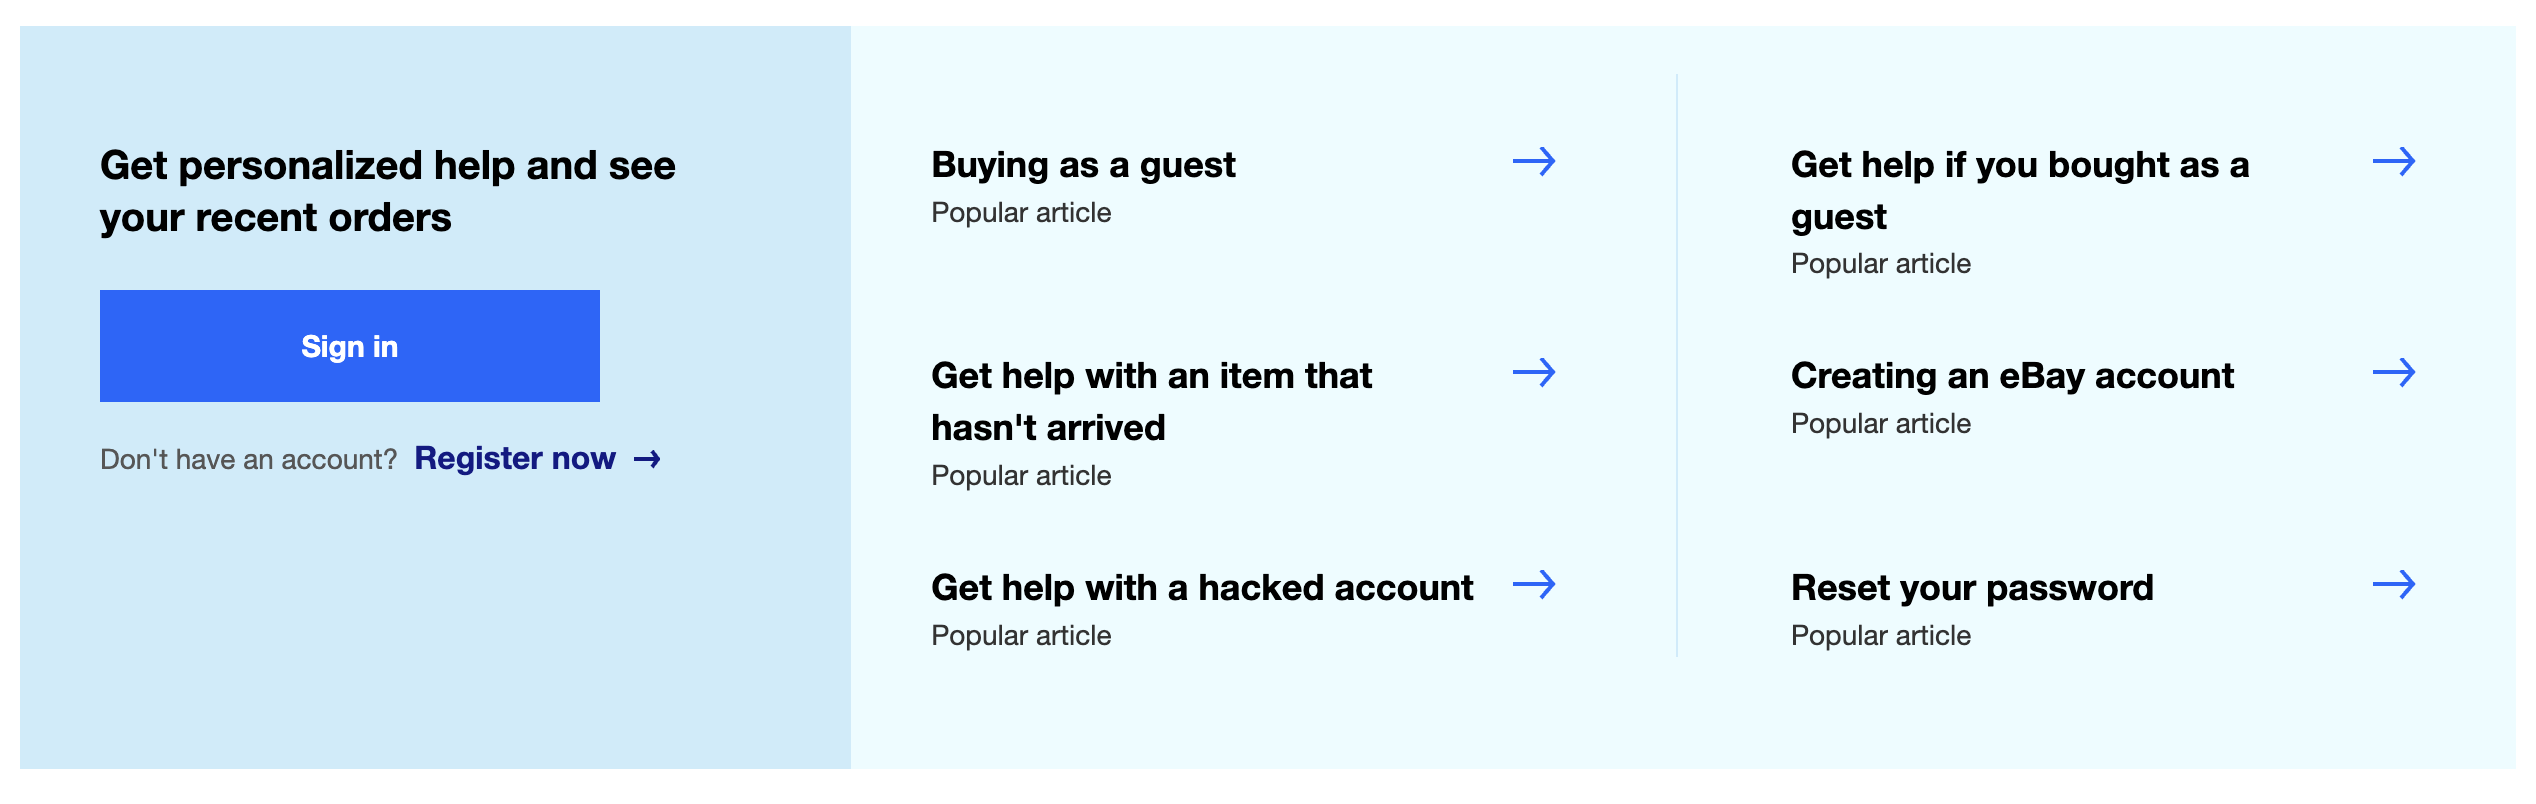 Get personalized help and see
your recent orders
Sign in
Don't have an account? Register now →
Buying as a guest
Popular article
Get help with an item that
hasn't arrived
Popular article
Get help with a hacked account
Popular article
Get help if you bought as a
guest
Popular article
Creating an eBay account
Popular article
Reset your password
Popular article